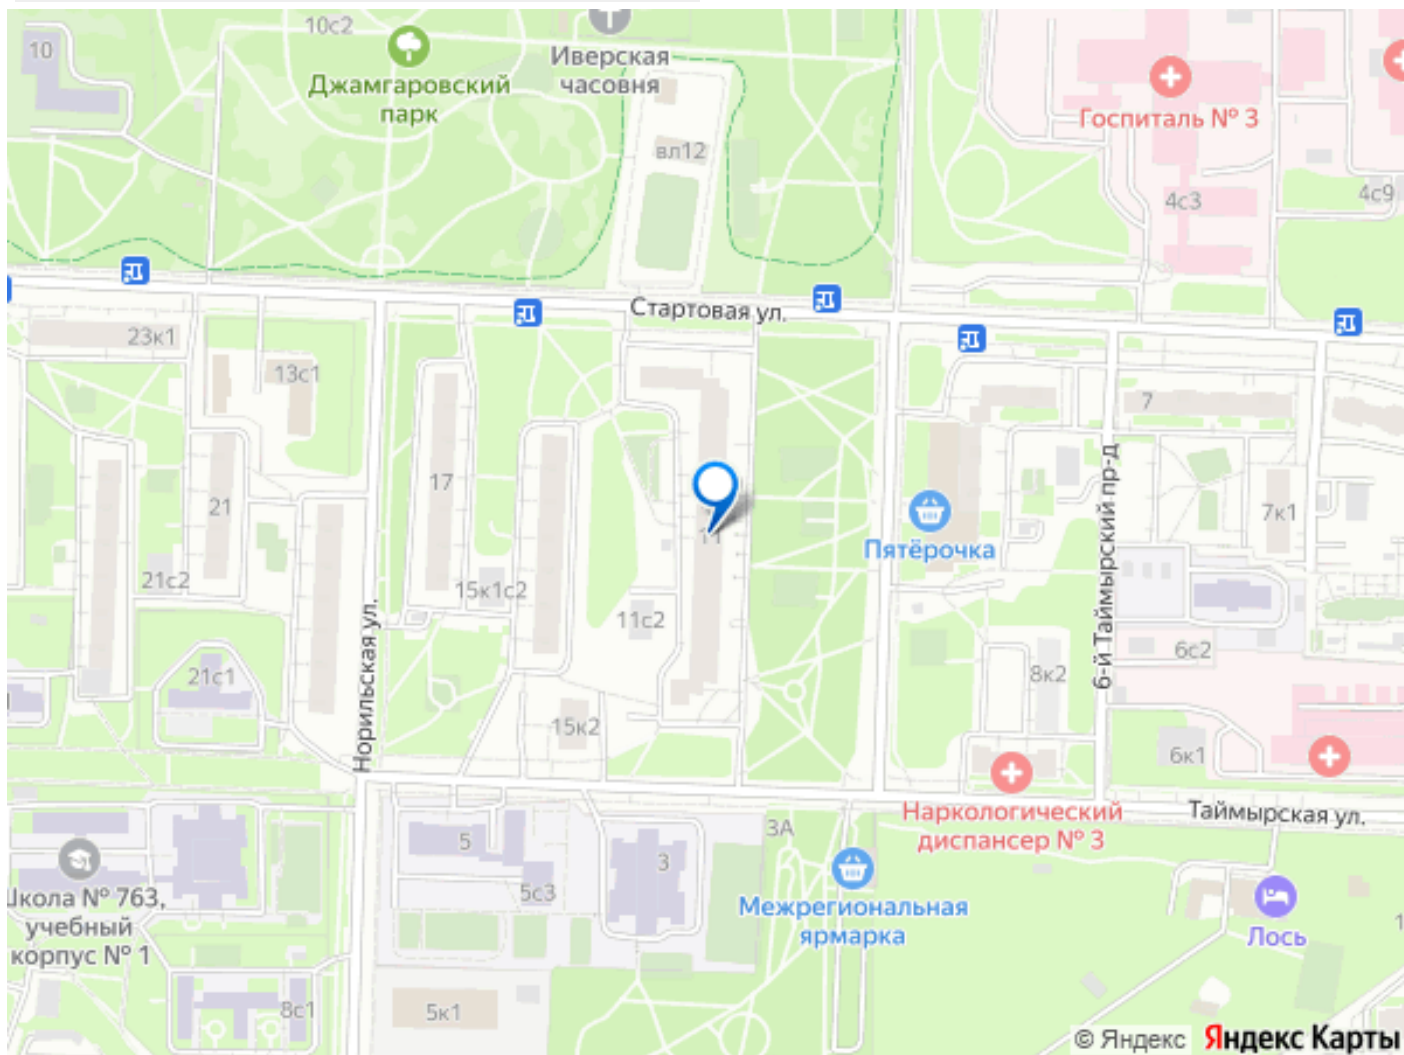 10с2
10
Иверская
часовня
Джамгаровский
парк
Госпиталь № 3
вл12
4с3
4с9
Стартовая ул.
23к1
13с1
7
17
21
7к1
11
Пятёрочка
6-й Таймырский пр-д
21с2
15к1с2
11с2
Норильская ул.
6с2
21с1
8к2
15к2
6к1
Наркологический
диспансер № 3
Таймырская ул.
3А
5
3
Школа № 763,
учебный
корпус № 1
5с3
Межрегиональная
ярмарка
Лось
8с1
5к1
© Яндекс Яндекс Карты